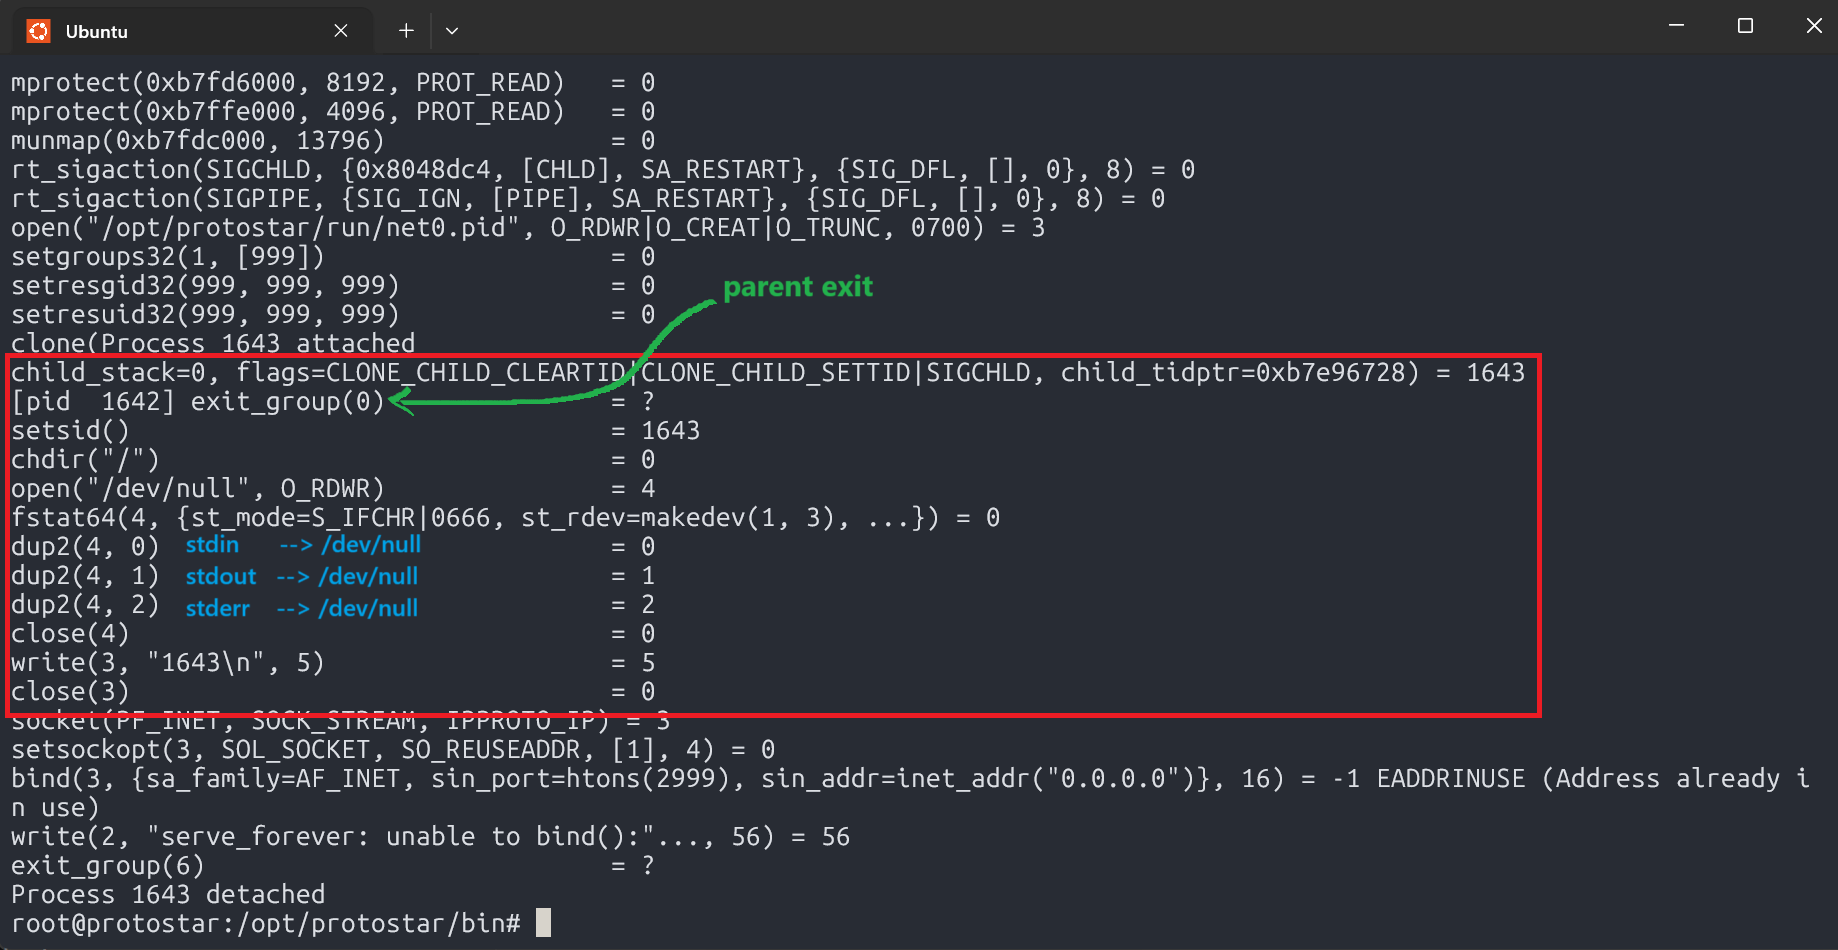 Ubuntu
mprotect(0xb7fd6000, 8192, PROT_READ)   = 0
mprotect(0xb7ffe000, 4096, PROT_READ)   = 0
munmap(0xb7fdc000, 13796)               = 0
rt_sigaction(SIGCHLD, {0x8048dc4, [CHLD], SA_RESTART}, {SIG_DFL, [], 0}, 8) = 0
rt_sigaction(SIGPIPE, {SIG_IGN, [PIPE], SA_RESTART}, {SIG_DFL, [], 0}, 8) = 0
open("/opt/protostar/run/net0.pid", O_RDWR|O_CREAT|O_TRUNC, 0700) = 3
setgroups32(1, [999])                   = 0
setresgid32(999, 999, 999)              = 0
parent exit
setresuid32(999, 999, 999)              = 0
clone(Process 1643 attached
child_stack=0, flags=CLONE_CHILD_CLEARTID|CLONE_CHILD_SETTID|SIGCHLD, child_tidptr=0xb7e96728) = 1643
[pid  1642] exit_group(0)               = ?
setsid()                                = 1643
chdir("/")                              = 0
open("/dev/null", O_RDWR)               = 4
fstat64(4, {st_mode=S_IFCHR|0666, st_rdev=makedev(1, 3), ...}) = 0
dup2(4, 0) stdin --> /dev/null = 0
dup2(4, 1) stdout --> /dev/null = 1
dup2(4, 2) stderr --> /dev/null = 2
close(4)                                = 0
write(3, "1643\n", 5)                   = 5
close(3)                                = 0
socket(PF_INET, SOCK_STREAM, IPPROTO_IP) = 3
setsockopt(3, SOL_SOCKET, SO_REUSEADDR, [1], 4) = 0
bind(3, {sa_family=AF_INET, sin_port=htons(2999), sin_addr=inet_addr("0.0.0.0")}, 16) = -1 EADDRINUSE (Address already i
n use)
write(2, "serve_forever: unable to bind():"..., 56) = 56
exit_group(6)                           = ?
Process 1643 detached
root@protostar:/opt/protostar/bin#